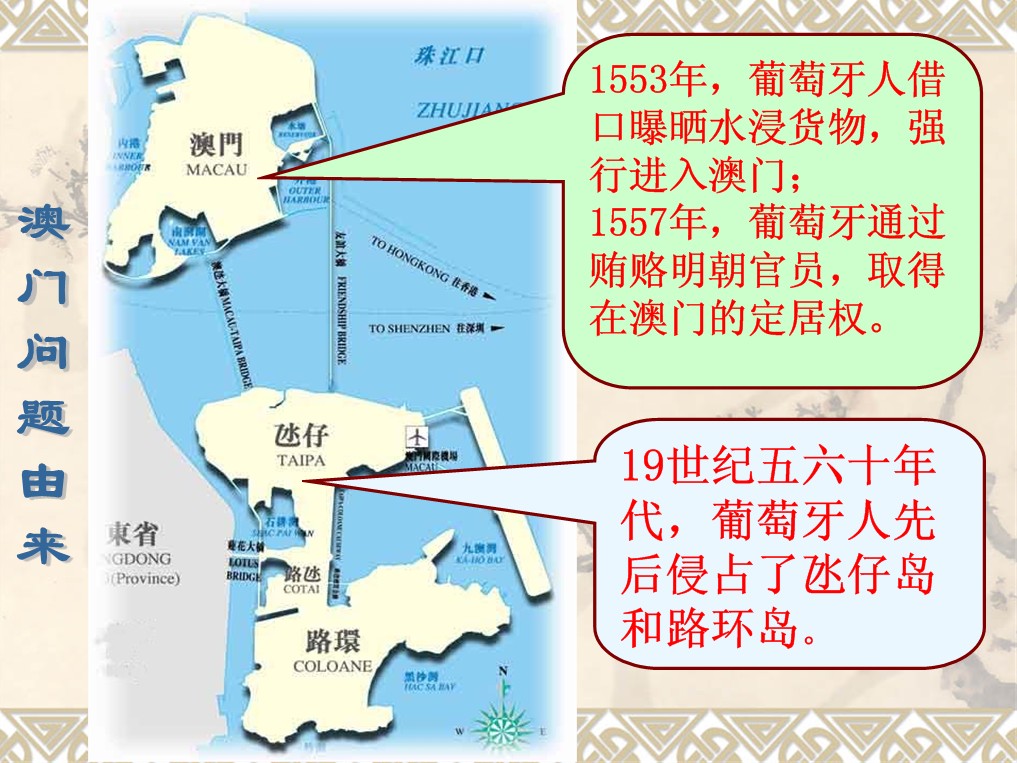 澳门问题由来
珠江口
ZHUJIANG
内港
INNER
HARBOUR
澳門
MACAU
水塘
RESERVOIR
OUTER
HARBOUR
南灣湖
NAM VAN
LAKES
澳氹大橋 MACAU-TAIPA BRIDGE
友誼大橋 FRIENDSHIP BRIDGE
TO HONGKONG 往香港
TO SHENZHEN 往深圳
氹仔
TAIPA
澳門國際機場
MACAU
石排灣
SHAC PAI WAN
蓮花大橋
LOTUS
BRIDGE
東省
NGDONG
(Province)
路氹
COTAI
九澳灣
KA-HO BAY
路環
COLOANE
黑沙灣
HAC SA BAY
N
W
E
1553年，葡萄牙人借
口曝晒水浸货物，强
行进入澳门；
1557年，葡萄牙通过
贿赂明朝官员，取得
在澳门的定居权。
19世纪五六十年
代，葡萄牙人先
后侵占了氹仔岛
和路环岛。